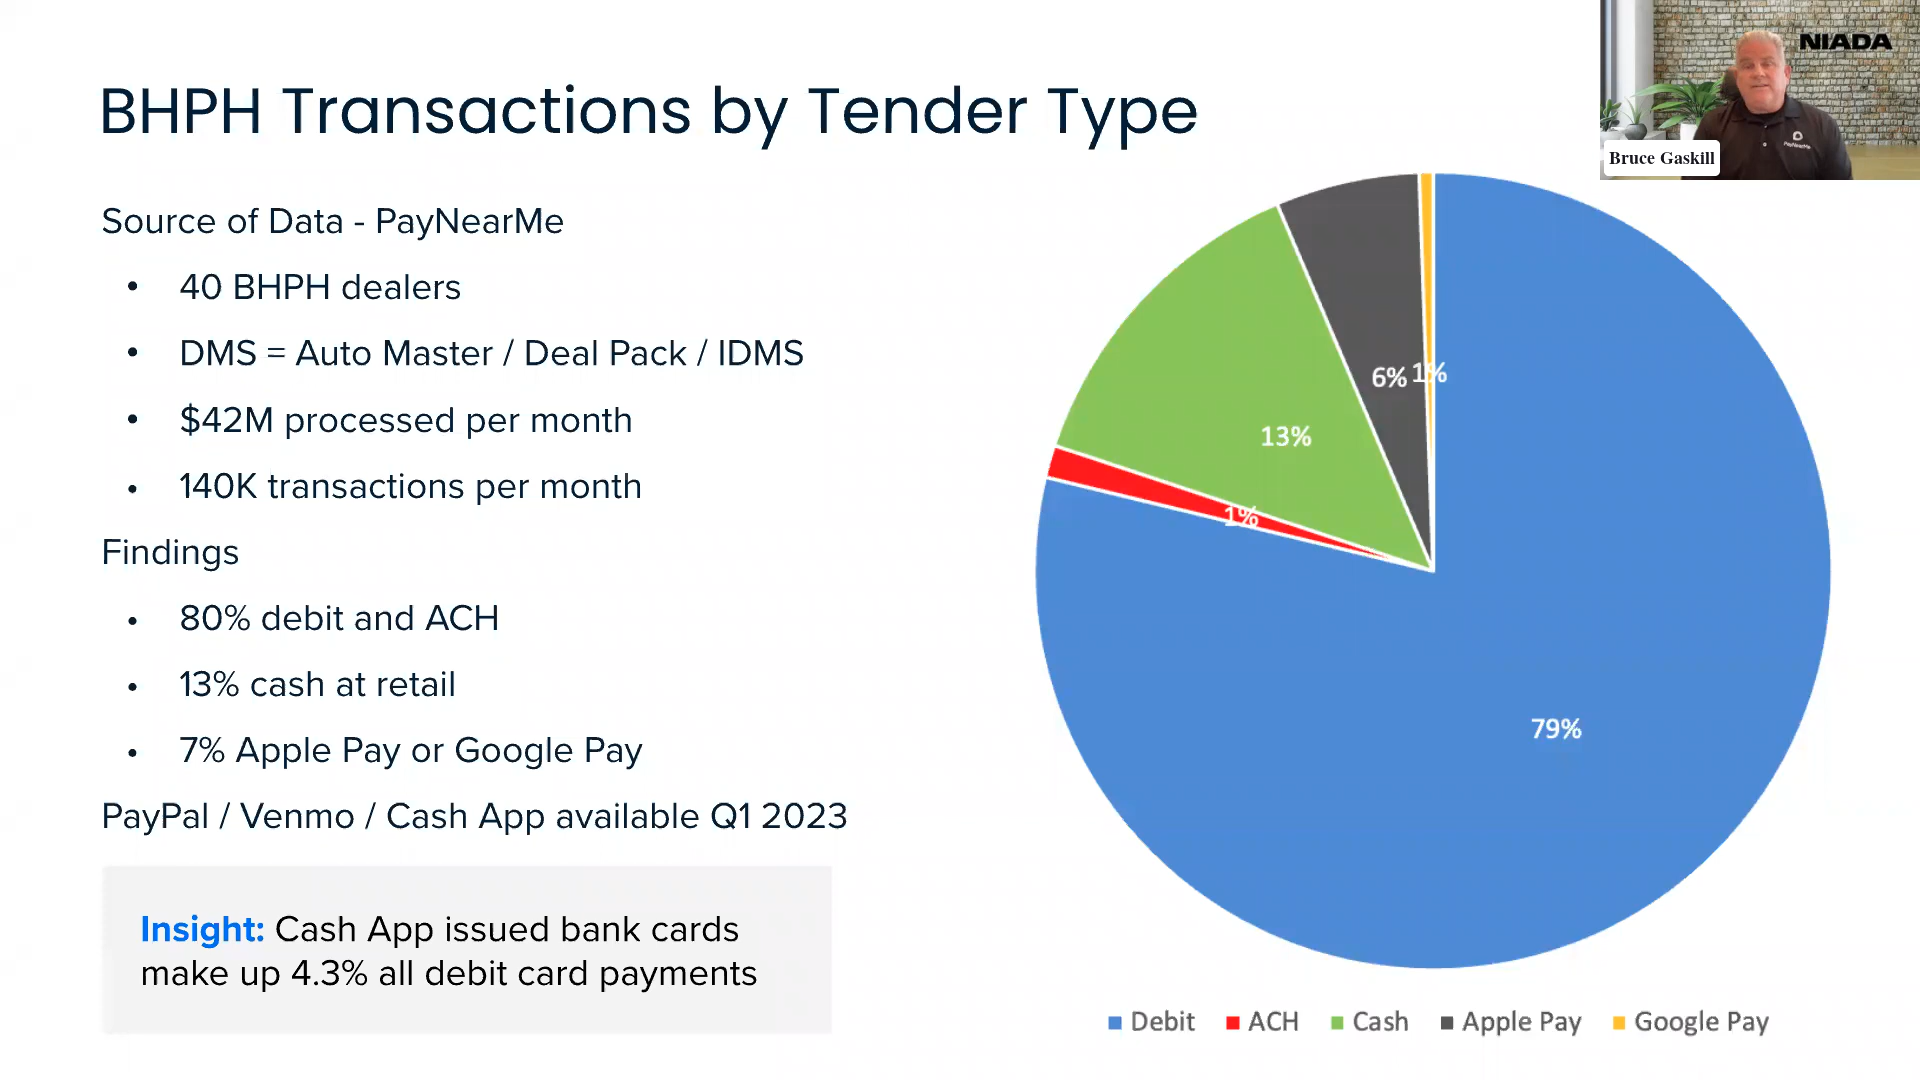 BHPH Transactions by Tender Type
NIADA
PayNearMe
Bruce Gaskill
Source of Data - PayNearMe
• 40 BHPH dealers
• DMS = Auto Master / Deal Pack / IDMS
• $42M processed per month
• 140K transactions per month
Findings
• 80% debit and ACH
• 13% cash at retail
• 7% Apple Pay or Google Pay
PayPal / Venmo / Cash App available Q1 2023
Insight: Cash App issued bank cards
make up 4.3% all debit card payments
6%
1%
13%
1%
79%
Debit ACH Cash Apple Pay Google Pay